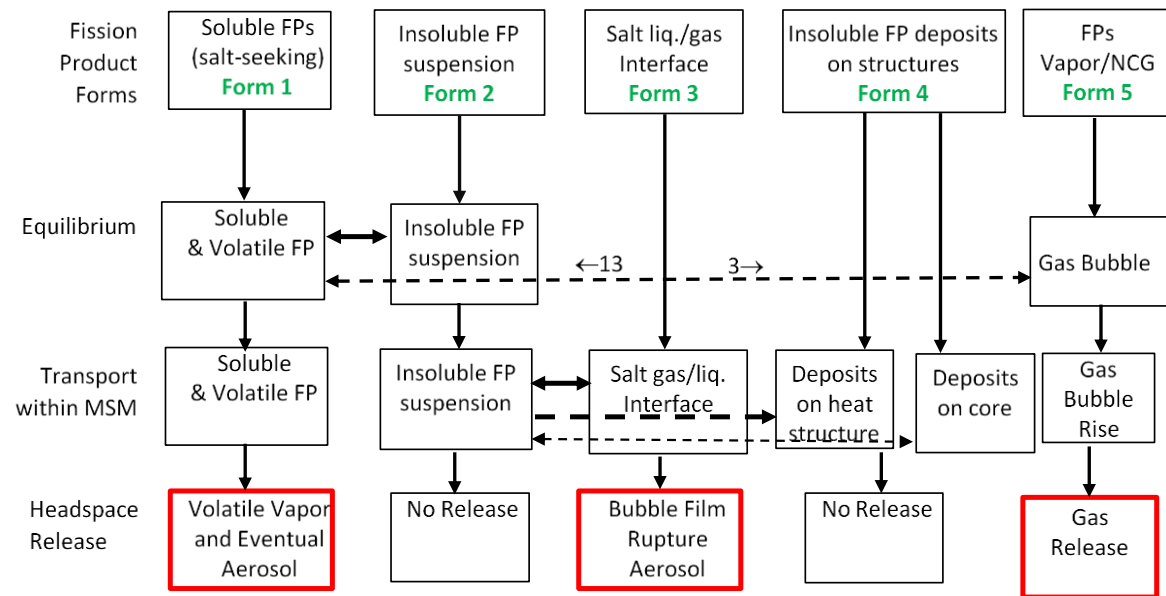 Fission
Product
Forms
Soluble FPs
(salt-seeking)
Form 1
Insoluble FP
suspension
Form 2
Salt liq./gas
Interface
Form 3
Insoluble FP deposits
on structures
Form 4
FPs
Vapor/NCG
Form 5
Equilibrium
Soluble
& Volatile FP
Insoluble FP
suspension
←13
3→
Gas Bubble
Transport
within MSM
Soluble
& Volatile FP
Insoluble FP
suspension
Salt gas/liq.
Interface
Deposits
on heat
structure
Deposits
on core
Gas
Bubble
Rise
Headspace
Release
Volatile Vapor
and Eventual
Aerosol
No Release
Bubble Film
Rupture
Aerosol
No Release
Gas
Release